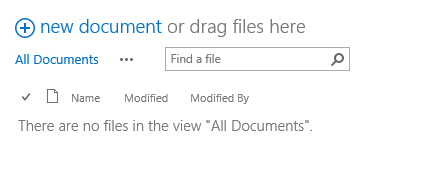 new document or drag files here
All Documents ••• Find a file
Name Modified Modified By
There are no files in the view "All Documents".